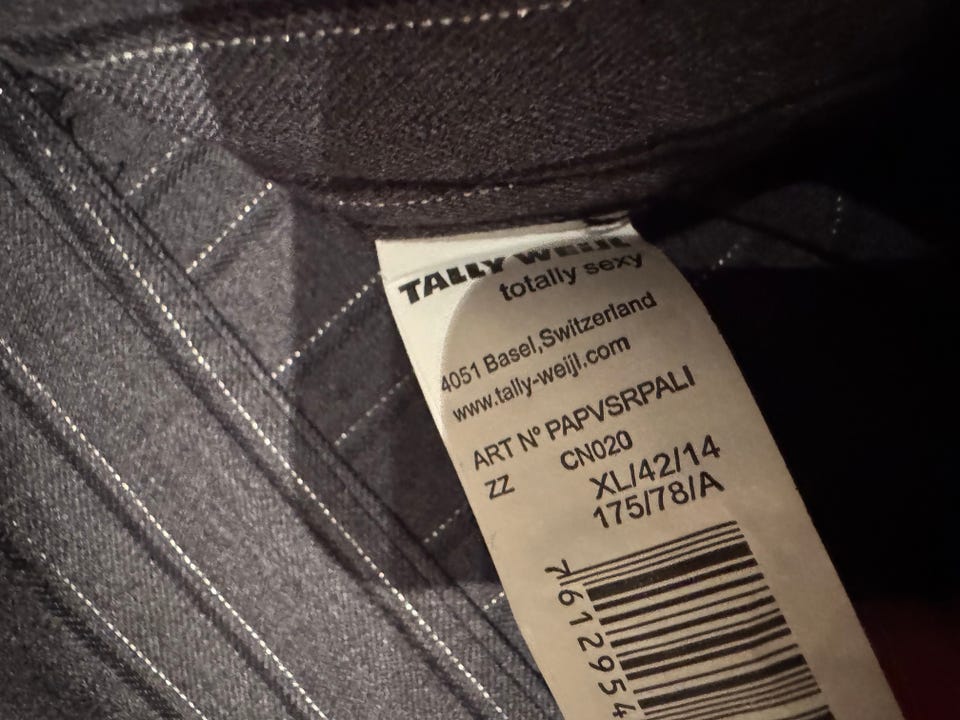 TALLY WEIJL
totally sexy
4051 Basel,Switzerland
www.tally-weijl.com
ART N° PAPVSRPALI
ZZ CN020
XL/42/14
175/78/A
7612954